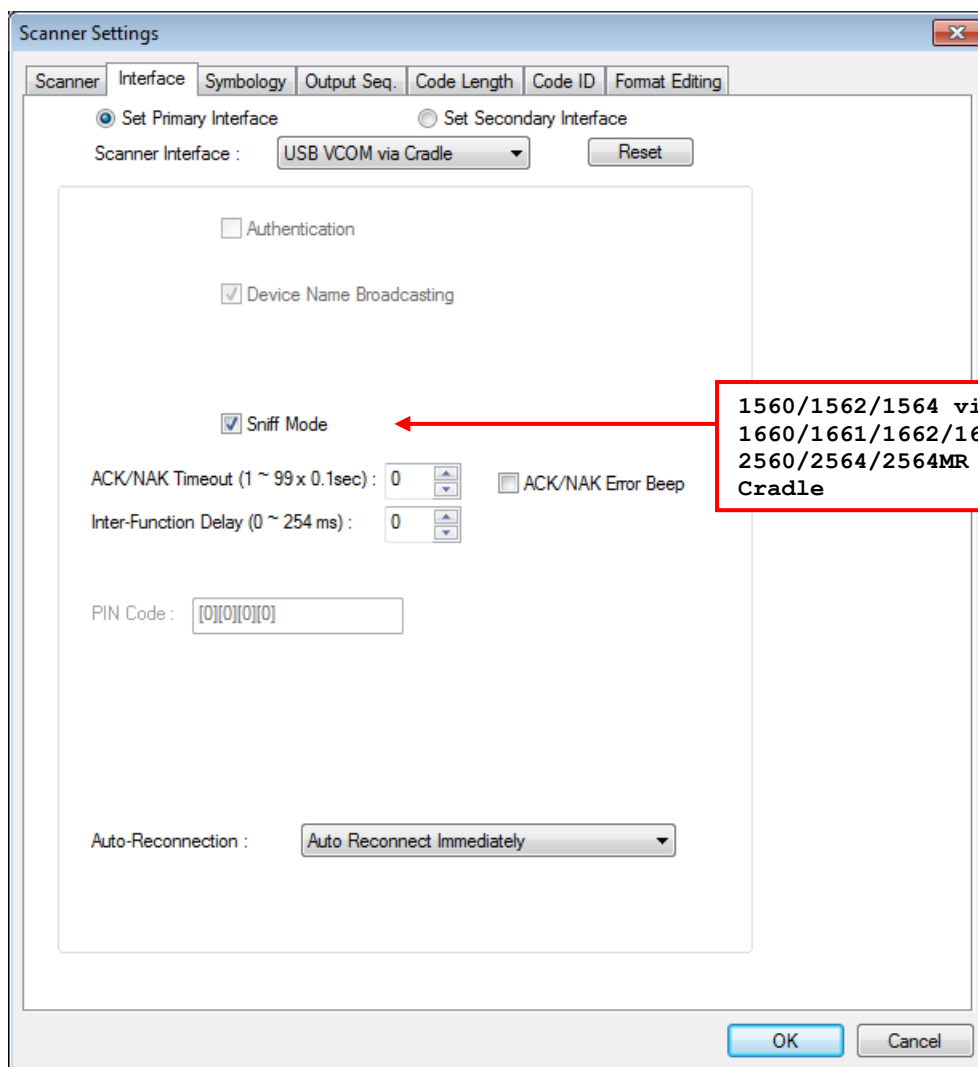 Scanner Settings
Scanner Interface Symbology Output Seq. Code Length Code ID Format Editing
Set Primary Interface Set Secondary Interface
Scanner Interface : USB VCOM via Cradle Reset
Authentication
Device Name Broadcasting
Sniff Mode
1560/1562/1564
1660/1661/1662/
2560/2564/2564MR
Cradle
ACK/NAK Timeout (1 ~ 99 x 0.1sec) : 0 ACK/NAK Error Beep
Inter-Function Delay (0 ~ 254 ms) : 0
PIN Code : [0][0][0][0]
Auto-Reconnection : Auto Reconnect Immediately
OK Cancel